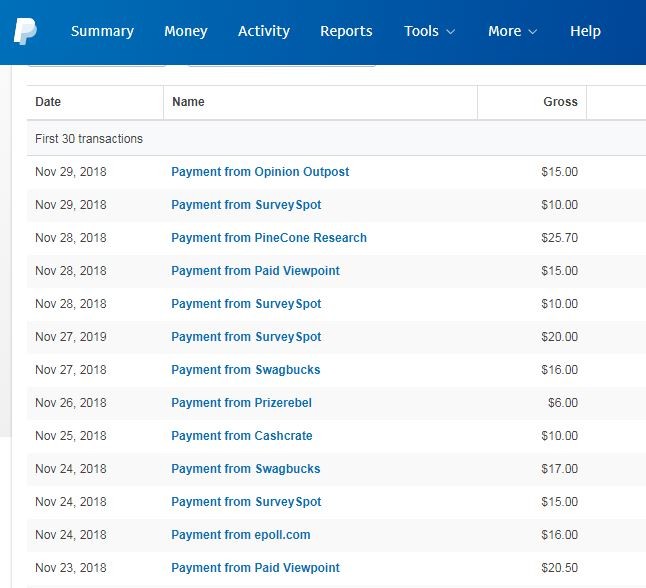 Summary Money Activity Reports Tools More Help
Date Name Gross
First 30 transactions
Nov 29, 2018 Payment from Opinion Outpost $15.00
Nov 29, 2018 Payment from SurveySpot $10.00
Nov 28, 2018 Payment from PineCone Research $25.70
Nov 28, 2018 Payment from Paid Viewpoint $15.00
Nov 28, 2018 Payment from SurveySpot $10.00
Nov 27, 2019 Payment from SurveySpot $20.00
Nov 27, 2018 Payment from Swagbucks $16.00
Nov 26, 2018 Payment from Prizerebel $6.00
Nov 25, 2018 Payment from Cashcrate $10.00
Nov 24, 2018 Payment from Swagbucks $17.00
Nov 24, 2018 Payment from SurveySpot $15.00
Nov 24, 2018 Payment from epoll.com $16.00
Nov 23, 2018 Payment from Paid Viewpoint $20.50